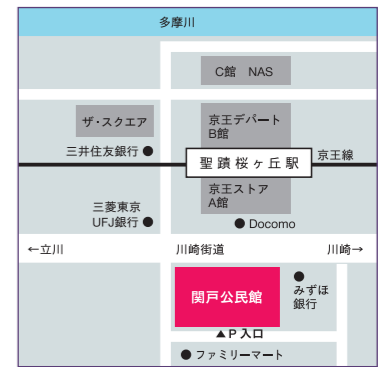 多摩川
C館 NAS
ザ・スクエア
京王デパート
B館
三井住友銀行
聖蹟桜ヶ丘駅
京王線
京王ストア
A館
三菱東京
UFJ銀行
Docomo
←立川
川崎街道
川崎→
関戸公民館
みずほ
銀行
▲P入口
ファミリーマート